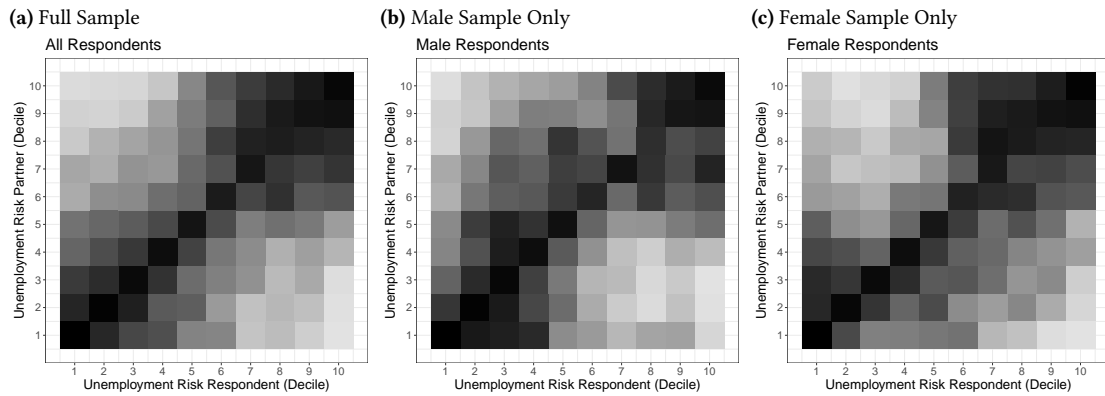 (a) Full Sample
All Respondents
Unemployment Risk Partner (Decile)
10
9
8
7
6
5
4
3
2
1
1 2 3 4 5 6 7 8 9 10
Unemployment Risk Respondent (Decile)
(b) Male Sample Only
Male Respondents
Unemployment Risk Partner (Decile)
10
9
8
7
6
5
4
3
2
1
1 2 3 4 5 6 7 8 9 10
Unemployment Risk Respondent (Decile)
(c) Female Sample Only
Female Respondents
Unemployment Risk Partner (Decile)
10
9
8
7
6
5
4
3
2
1
1 2 3 4 5 6 7 8 9 10
Unemployment Risk Respondent (Decile)